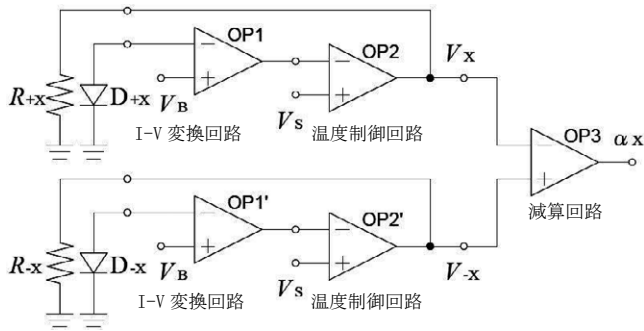 OP1
OP2
Vx
R+x
D+x
VB
VS
I-V 変換回路
温度制御回路
OP3
αx
減算回路
OP1'
OP2'
R-x
D-x
VB
VS
V-x
I-V 変換回路
温度制御回路